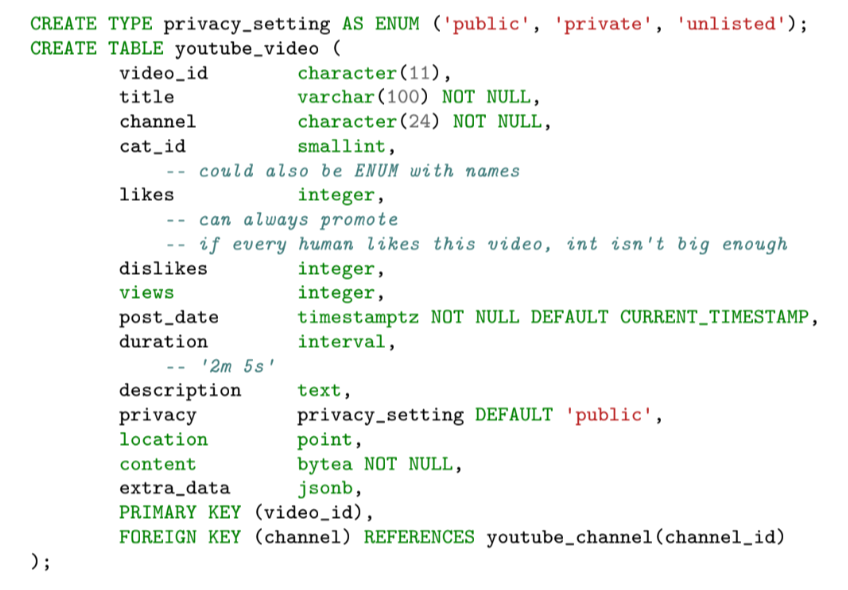 CREATE TYPE privacy_setting AS ENUM ('public', 'private', 'unlisted');
CREATE TABLE youtube_video (
        video_id        character(11),
        title           varchar(100) NOT NULL,
        channel         character(24) NOT NULL,
        cat_id          smallint,
            -- could also be ENUM with names
        likes           integer,
            -- can always promote
            -- if every human likes this video, int isn't big enough
        dislikes        integer,
        views           integer,
        post_date       timestamptz NOT NULL DEFAULT CURRENT_TIMESTAMP,
        duration        interval,
            -- '2m 5s'
        description     text,
        privacy         privacy_setting DEFAULT 'public',
        location        point,
        content         bytea NOT NULL,
        extra_data      jsonb,
        PRIMARY KEY (video_id),
        FOREIGN KEY (channel) REFERENCES youtube_channel(channel_id)
);